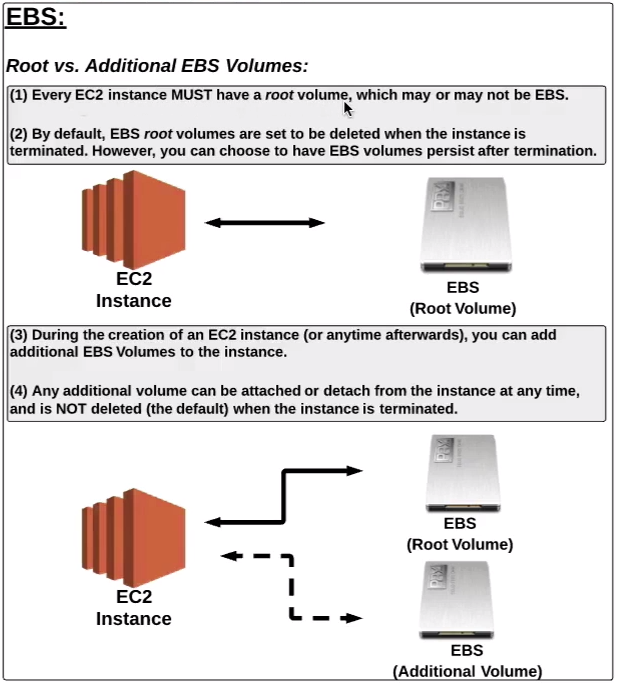 EBS:
Root vs. Additional EBS Volumes:
(1) Every EC2 instance MUST have a root volume, which may or may not be EBS.
(2) By default, EBS root volumes are set to be deleted when the instance is
terminated. However, you can choose to have EBS volumes persist after termination.
EC2
Instance
EBS
(Root Volume)
(3) During the creation of an EC2 instance (or anytime afterwards), you can add
additional EBS Volumes to the instance.
(4) Any additional volume can be attached or detach from the instance at any time,
and is NOT deleted (the default) when the instance is terminated.
EBS
(Root Volume)
EC2
Instance
EBS
(Additional Volume)